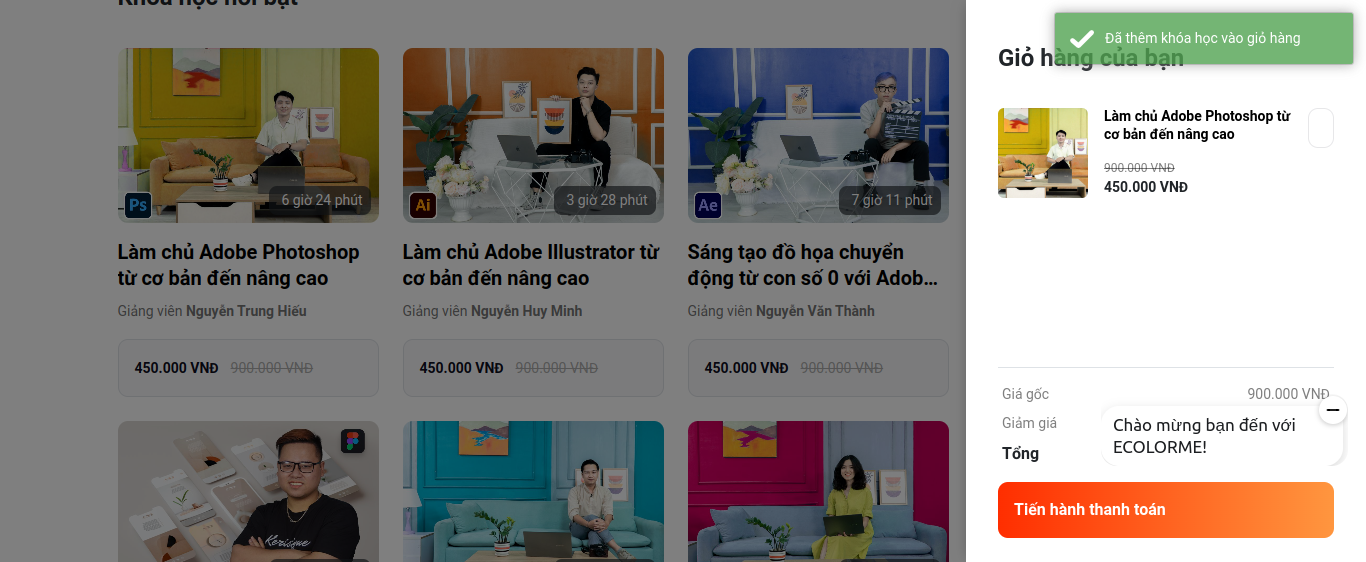 Khóa học nổi bật
6 giờ 24 phút
Ps
3 giờ 28 phút
Ai
7 giờ 11 phút
Ae
Làm chủ Adobe Photoshop
từ cơ bản đến nâng cao
Giảng viên Nguyễn Trung Hiếu
450.000 VNĐ 900.000 VNĐ
Làm chủ Adobe Illustrator từ
cơ bản đến nâng cao
Giảng viên Nguyễn Huy Minh
450.000 VNĐ 900.000 VNĐ
Sáng tạo đồ họa chuyển
động từ con số 0 với Adob...
Giảng viên Nguyễn Văn Thành
450.000 VNĐ 900.000 VNĐ
Đã thêm khóa học vào giỏ hàng
Giỏ hàng của bạn
Làm chủ Adobe Photoshop từ
cơ bản đến nâng cao
900.000 VNĐ
450.000 VNĐ
Giá gốc 900.000 VNĐ
Giảm giá
Tổng
Chào mừng bạn đến với
ECOLORME!
Tiến hành thanh toán